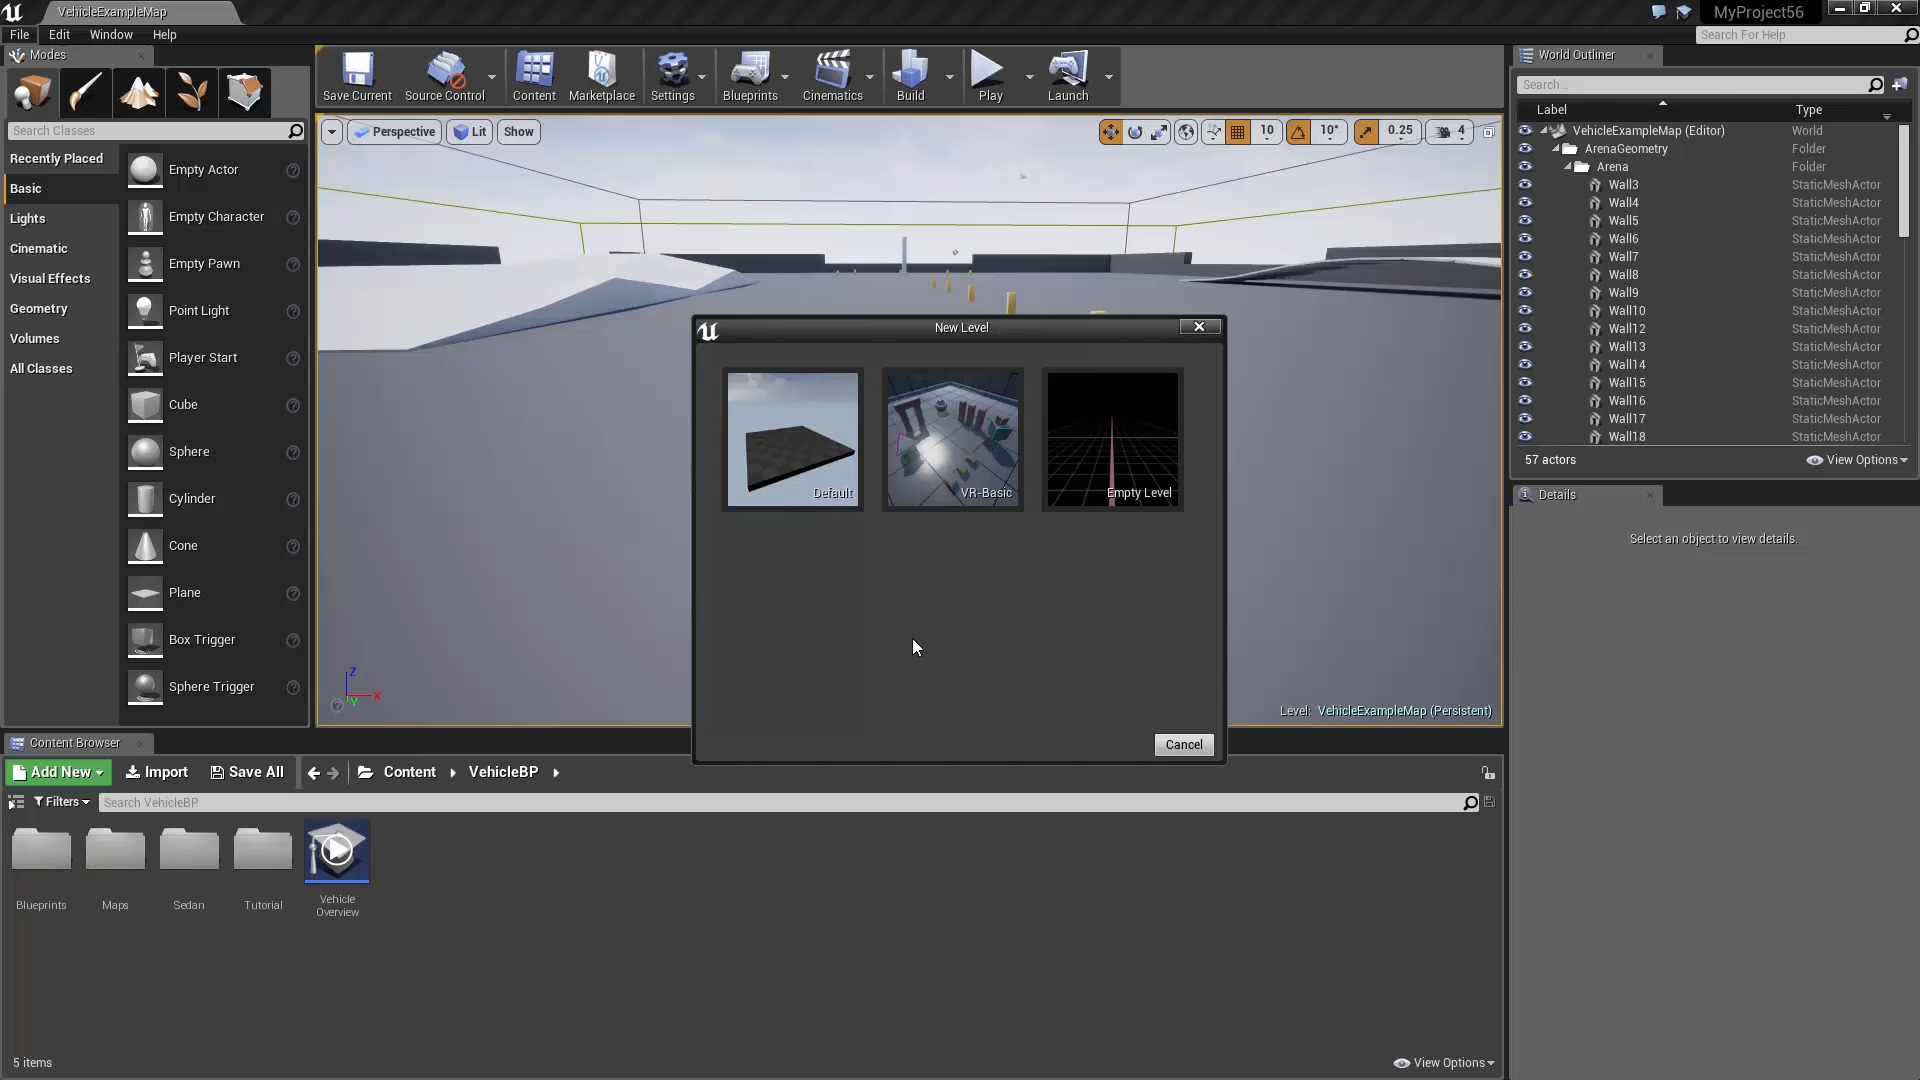 VehicleExampleMap
MyProject56
File Edit Window Help
Search For Help
Modes
Search Classes
Recently Placed
Basic
Lights
Cinematic
Visual Effects
Geometry
Volumes
All Classes
Empty Actor
Empty Character
Empty Pawn
Point Light
Player Start
Cube
Sphere
Cylinder
Cone
Plane
Box Trigger
Sphere Trigger
Save Current
Source Control
Content
Marketplace
Settings
Blueprints
Cinematics
Build
Play
Launch
Perspective
Lit
Show
10
10°
0.25
4
Z
X
Y
Level: VehicleExampleMap (Persistent)
New Level
Default
VR-Basic
Empty Level
Cancel
World Outliner
Search...
Label Type
VehicleExampleMap (Editor) World
ArenaGeometry Folder
Arena Folder
Wall3 StaticMeshActor
Wall4 StaticMeshActor
Wall5 StaticMeshActor
Wall6 StaticMeshActor
Wall7 StaticMeshActor
Wall8 StaticMeshActor
Wall9 StaticMeshActor
Wall10 StaticMeshActor
Wall12 StaticMeshActor
Wall13 StaticMeshActor
Wall14 StaticMeshActor
Wall15 StaticMeshActor
Wall16 StaticMeshActor
Wall17 StaticMeshActor
Wall18 StaticMeshActor
57 actors
View Options
Details
Select an object to view details.
Content Browser
Add New
Import
Save All
Content
VehicleBP
Filters
Search VehicleBP
Blueprints
Maps
Sedan
Tutorial
Vehicle
Overview
5 items
View Options